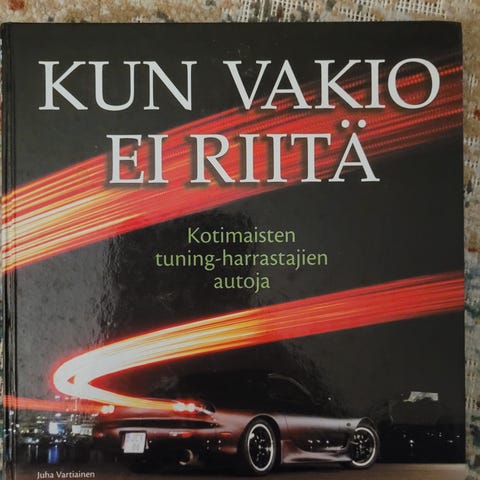 KUN VAKIO
EI RIITÄ
Kotimaisten
tuning-harrastajien
autoja
Juha Vartiainen